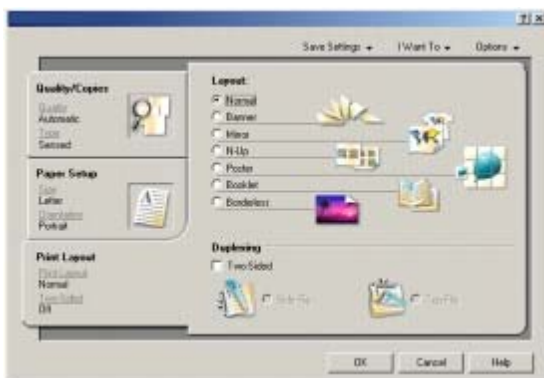 Save Settings
I Want To
Options
Quality/Copies
Quality
Automatic
Type
Sensed
Paper Setup
Size
Letter
Orientation
Portrait
Print Layout
Print Layout
Normal
Two-Sided
Off
Layout:
Normal
Banner
Mirror
N-Up
Poster
Booklet
Borderless
Duplexing
Two-Sided
Side-Flip
Top-Flip
OK
Cancel
Help